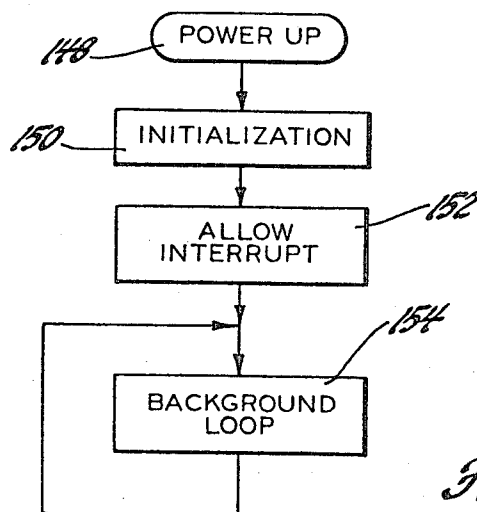 POWER UP
148
INITIALIZATION
150
152
ALLOW
INTERRUPT
154
BACKGROUND
LOOP